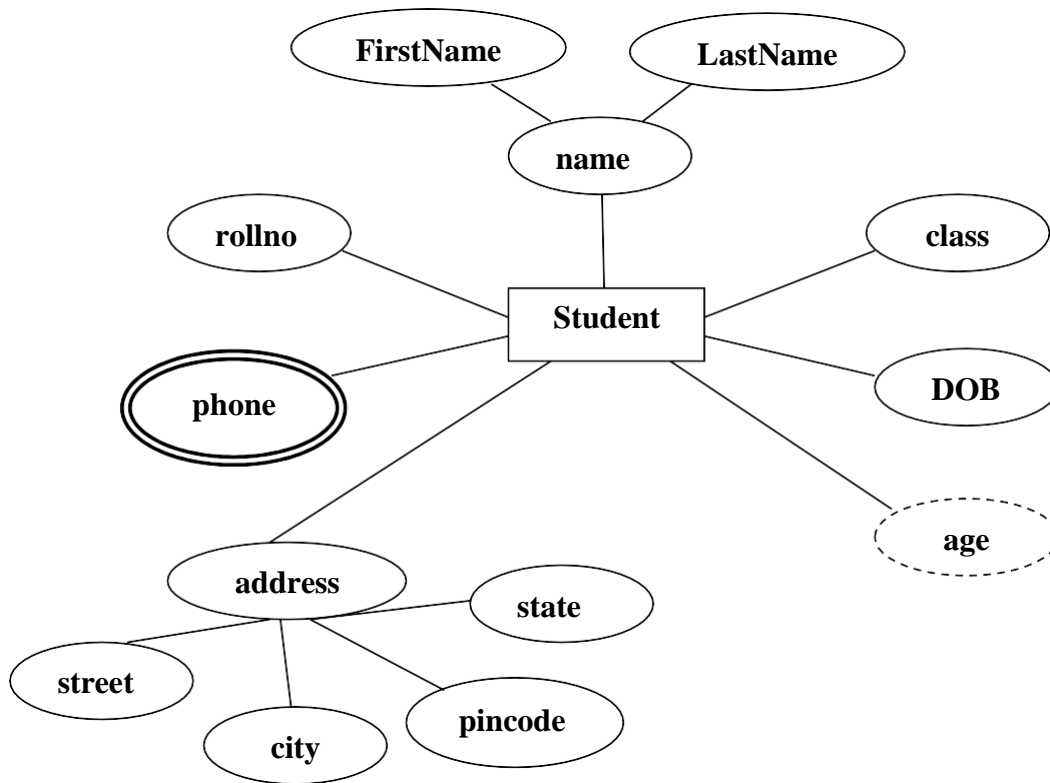 FirstName
LastName
name
rollno
class
Student
phone
DOB
age
address
state
street
pincode
city